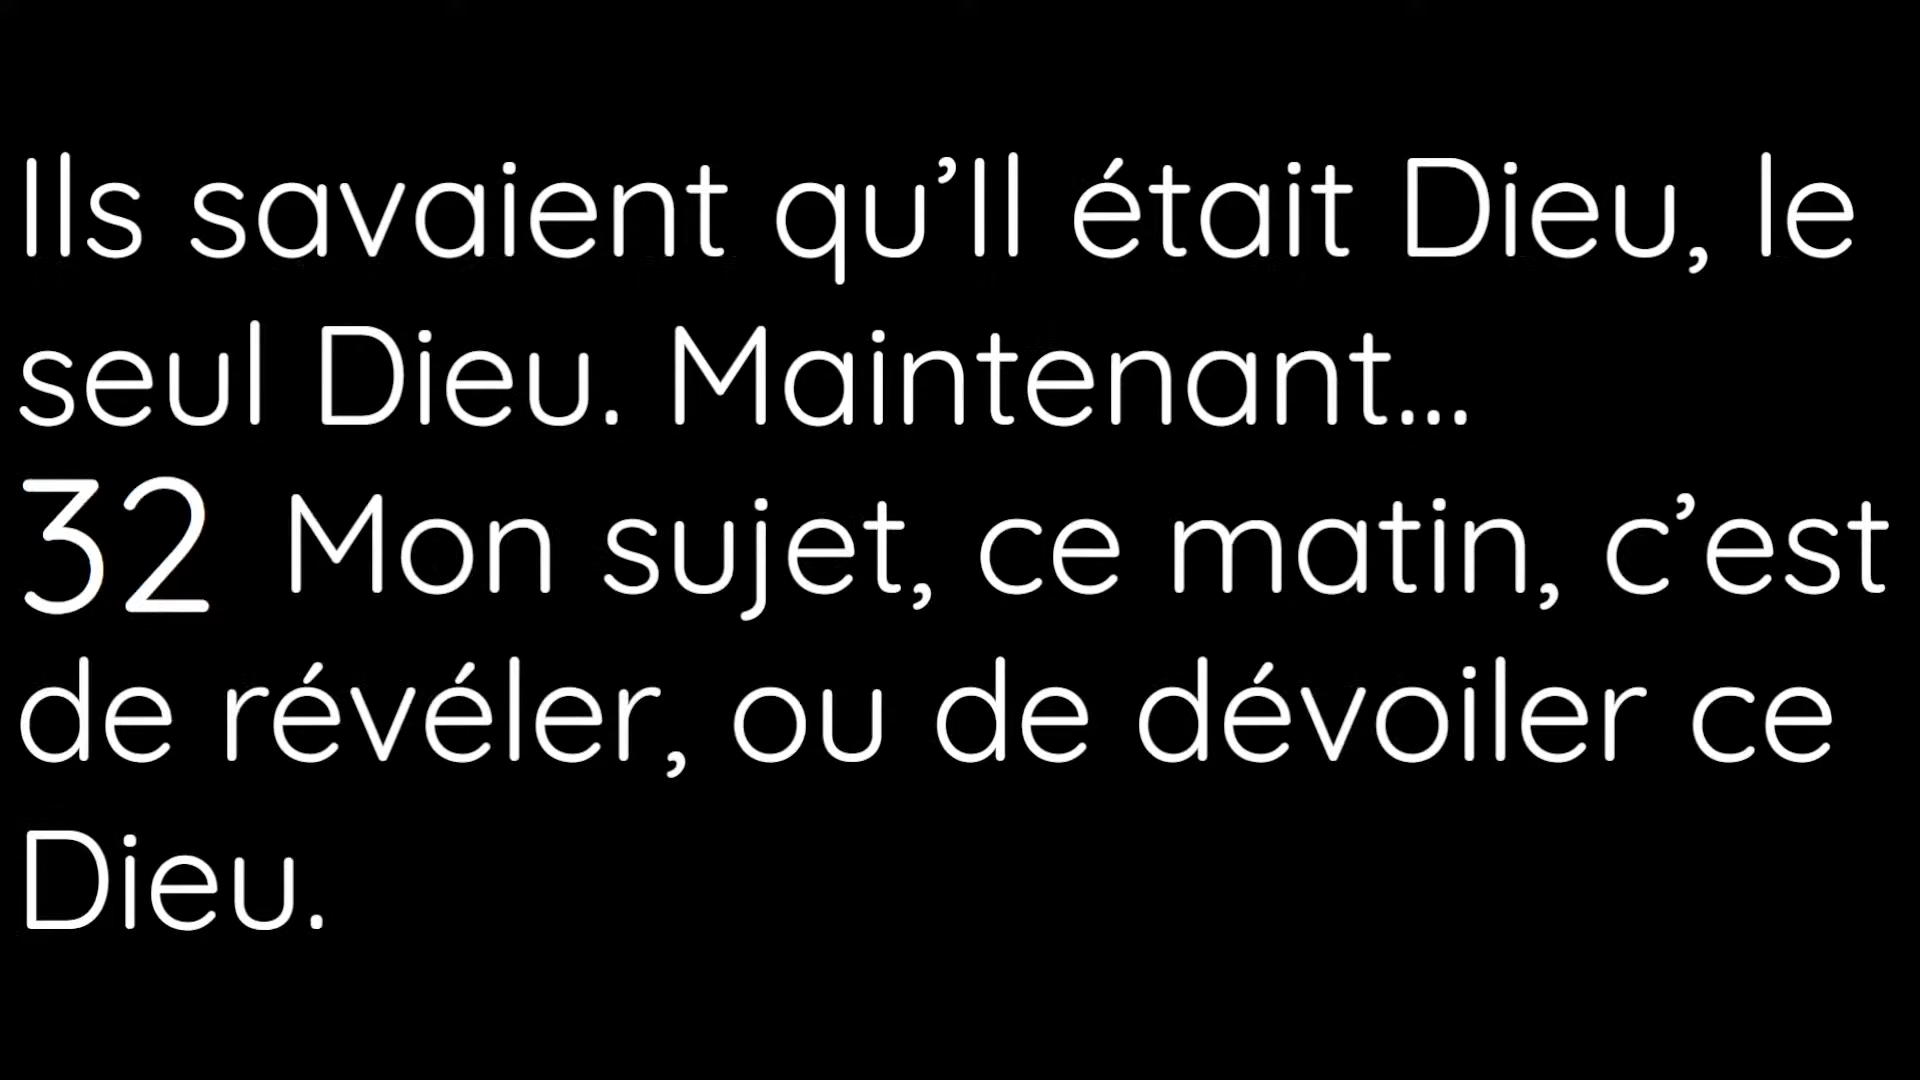 Ils savaient qu’Il était Dieu, le
seul Dieu. Maintenant...
32 Mon sujet, ce matin, c’est
de révéler, ou de dévoiler ce
Dieu.